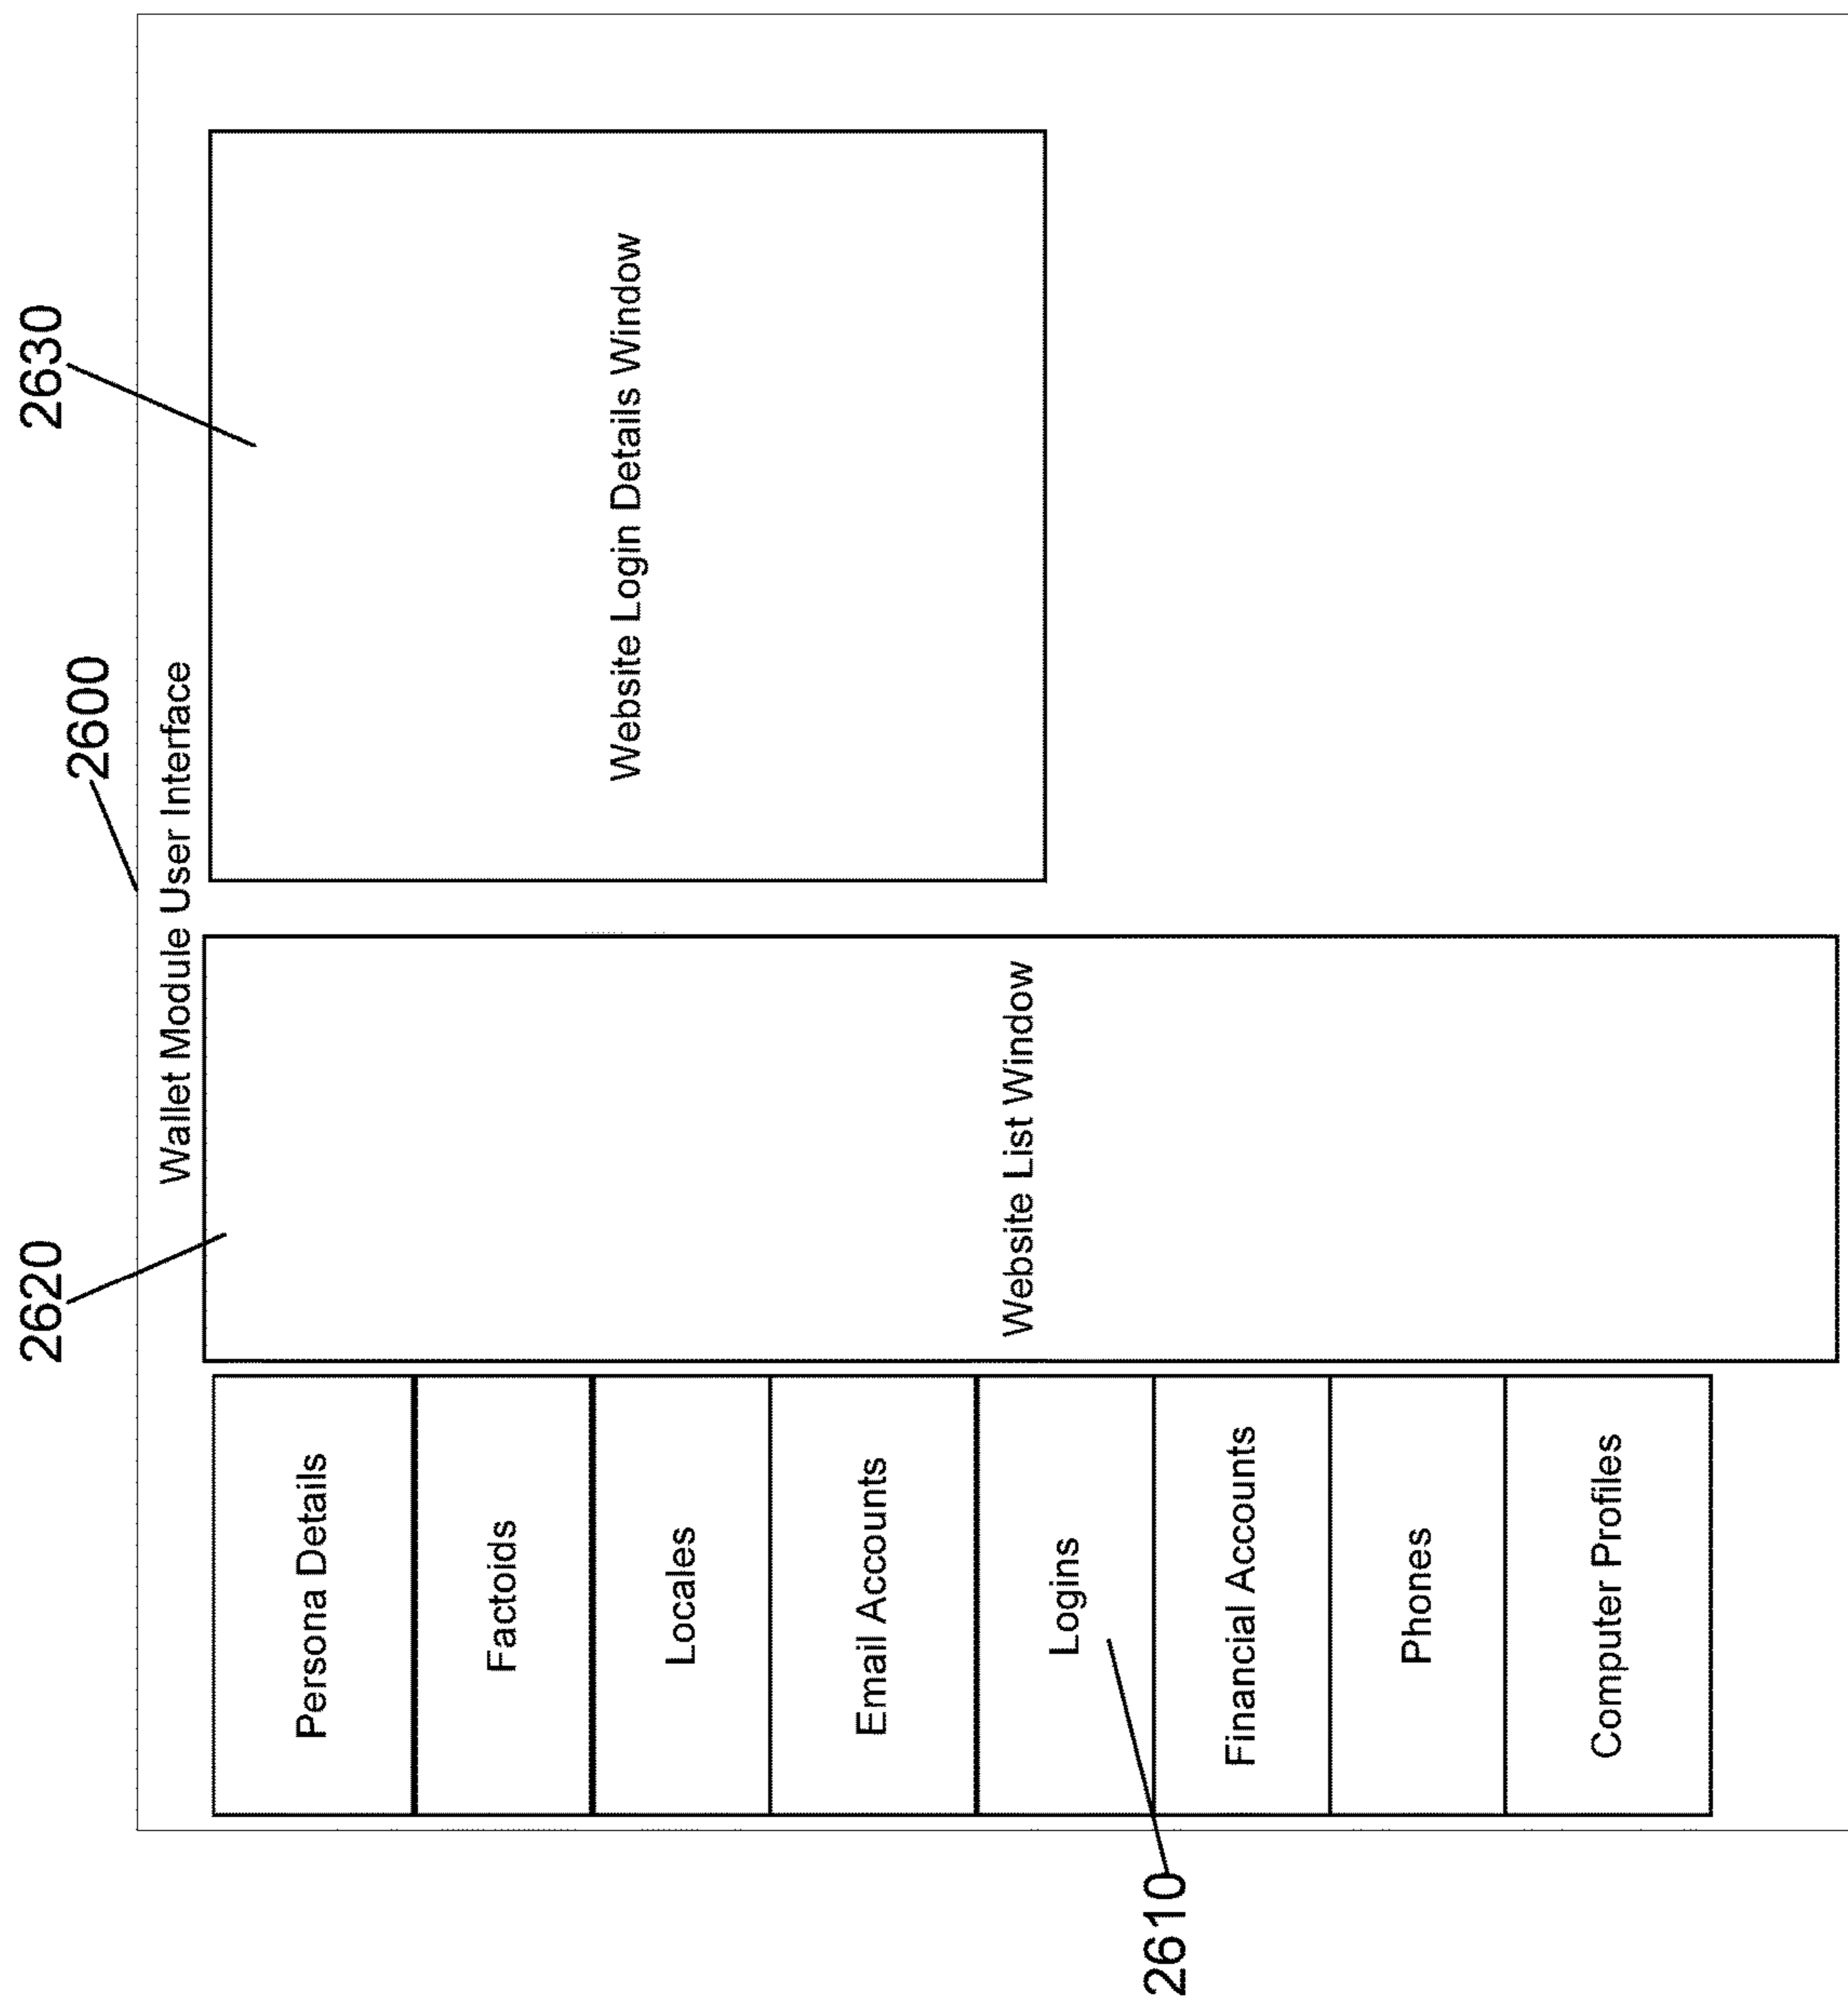 2620
2600
2630
Wallet Module User Interface
Persona Details
Factoids
Locales
Email Accounts
Logins
Financial Accounts
Phones
Computer Profiles
Website List Window
Website Login Details Window
2610